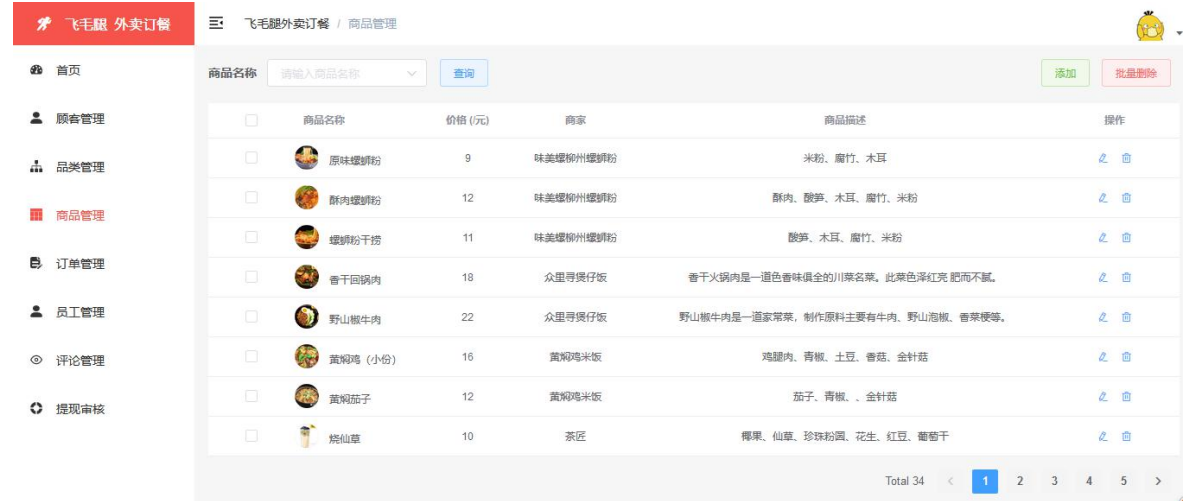 飞毛腿 外卖订餐
飞毛腿外卖订餐 / 商品管理
首页
顾客管理
品类管理
商品管理
订单管理
员工管理
评论管理
提现审核
商品名称 请输入商品名称 查询 添加 批量删除
商品名称 价格 (/元) 商家 商品描述 操作
原味螺蛳粉 9 味美螺柳州螺蛳粉 米粉、腐竹、木耳
酥肉螺蛳粉 12 味美螺柳州螺蛳粉 酥肉、酸笋、木耳、腐竹、米粉
螺蛳粉干捞 11 味美螺柳州螺蛳粉 酸笋、木耳、腐竹、米粉
香干回锅肉 18 众里寻煲仔饭 香干火锅肉是一道色香味俱全的川菜名菜。此菜色泽红亮 肥而不腻。
野山椒牛肉 22 众里寻煲仔饭 野山椒牛肉是一道家常菜，制作原料主要有牛肉、野山泡椒、香菜梗等。
黄焖鸡（小份） 16 黄焖鸡米饭 鸡腿肉、青椒、土豆、香菇、金针菇
黄焖茄子 12 黄焖鸡米饭 茄子、青椒、、金针菇
烧仙草 10 茶匠 椰果、仙草、珍珠粉圆、花生、红豆、葡萄干
Total 34 1 2 3 4 5